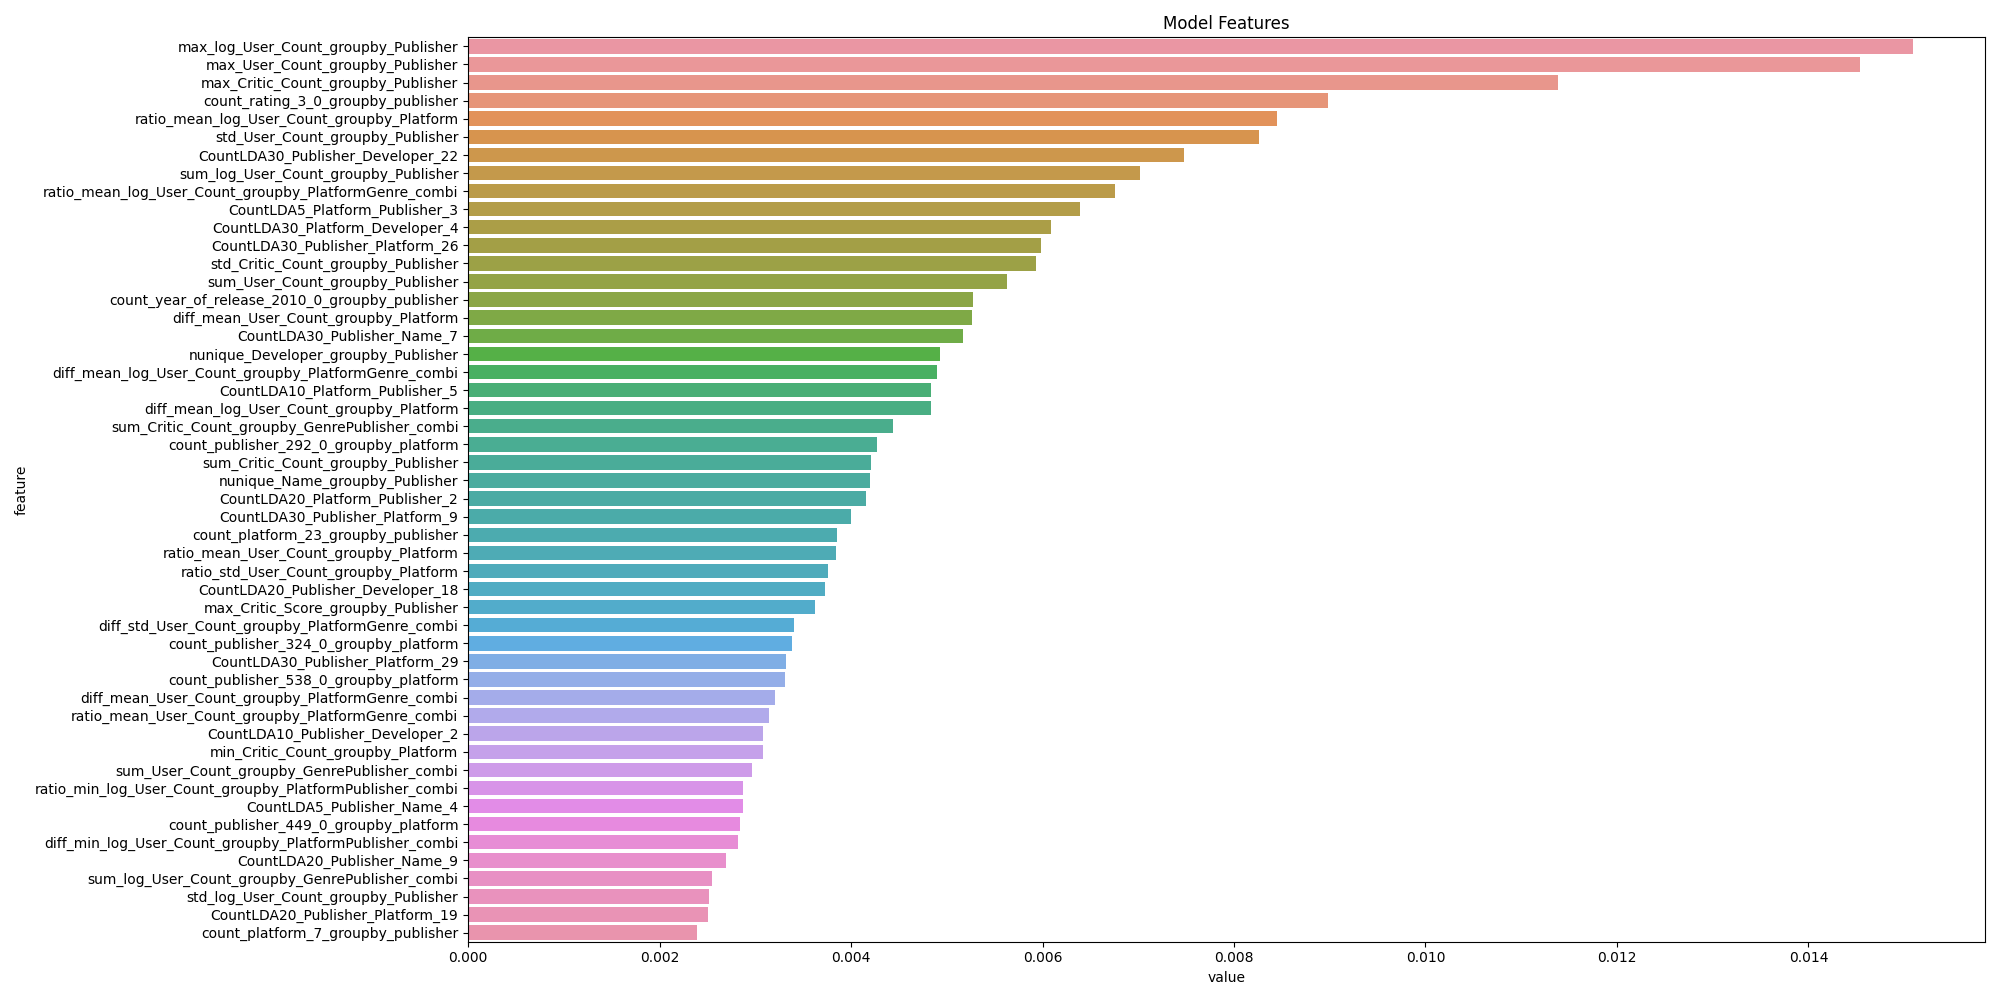 Model Features
feature
max_log_User_Count_groupby_Publisher
max_User_Count_groupby_Publisher
max_Critic_Count_groupby_Publisher
count_rating_3_0_groupby_publisher
ratio_mean_log_User_Count_groupby_Platform
std_User_Count_groupby_Publisher
CountLDA30_Publisher_Developer_22
sum_log_User_Count_groupby_Publisher
ratio_mean_log_User_Count_groupby_PlatformGenre_combi
CountLDA5_Platform_Publisher_3
CountLDA30_Platform_Developer_4
CountLDA30_Publisher_Platform_26
std_Critic_Count_groupby_Publisher
sum_User_Count_groupby_Publisher
count_year_of_release_2010_0_groupby_publisher
diff_mean_User_Count_groupby_Platform
CountLDA30_Publisher_Name_7
nunique_Developer_groupby_Publisher
diff_mean_log_User_Count_groupby_PlatformGenre_combi
CountLDA10_Platform_Publisher_5
diff_mean_log_User_Count_groupby_Platform
sum_Critic_Count_groupby_GenrePublisher_combi
count_publisher_292_0_groupby_platform
sum_Critic_Count_groupby_Publisher
nunique_Name_groupby_Publisher
CountLDA20_Platform_Publisher_2
CountLDA30_Publisher_Platform_9
count_platform_23_groupby_publisher
ratio_mean_User_Count_groupby_Platform
ratio_std_User_Count_groupby_Platform
CountLDA20_Publisher_Developer_18
max_Critic_Score_groupby_Publisher
diff_std_User_Count_groupby_PlatformGenre_combi
count_publisher_324_0_groupby_platform
CountLDA30_Publisher_Platform_29
count_publisher_538_0_groupby_platform
diff_mean_User_Count_groupby_PlatformGenre_combi
ratio_mean_User_Count_groupby_PlatformGenre_combi
CountLDA10_Publisher_Developer_2
min_Critic_Count_groupby_Platform
sum_User_Count_groupby_GenrePublisher_combi
ratio_min_log_User_Count_groupby_PlatformPublisher_combi
CountLDA5_Publisher_Name_4
count_publisher_449_0_groupby_platform
diff_min_log_User_Count_groupby_PlatformPublisher_combi
CountLDA20_Publisher_Name_9
sum_log_User_Count_groupby_GenrePublisher_combi
std_log_User_Count_groupby_Publisher
CountLDA20_Publisher_Platform_19
count_platform_7_groupby_publisher
0.000 0.002 0.004 0.006 0.008 0.010 0.012 0.014
value